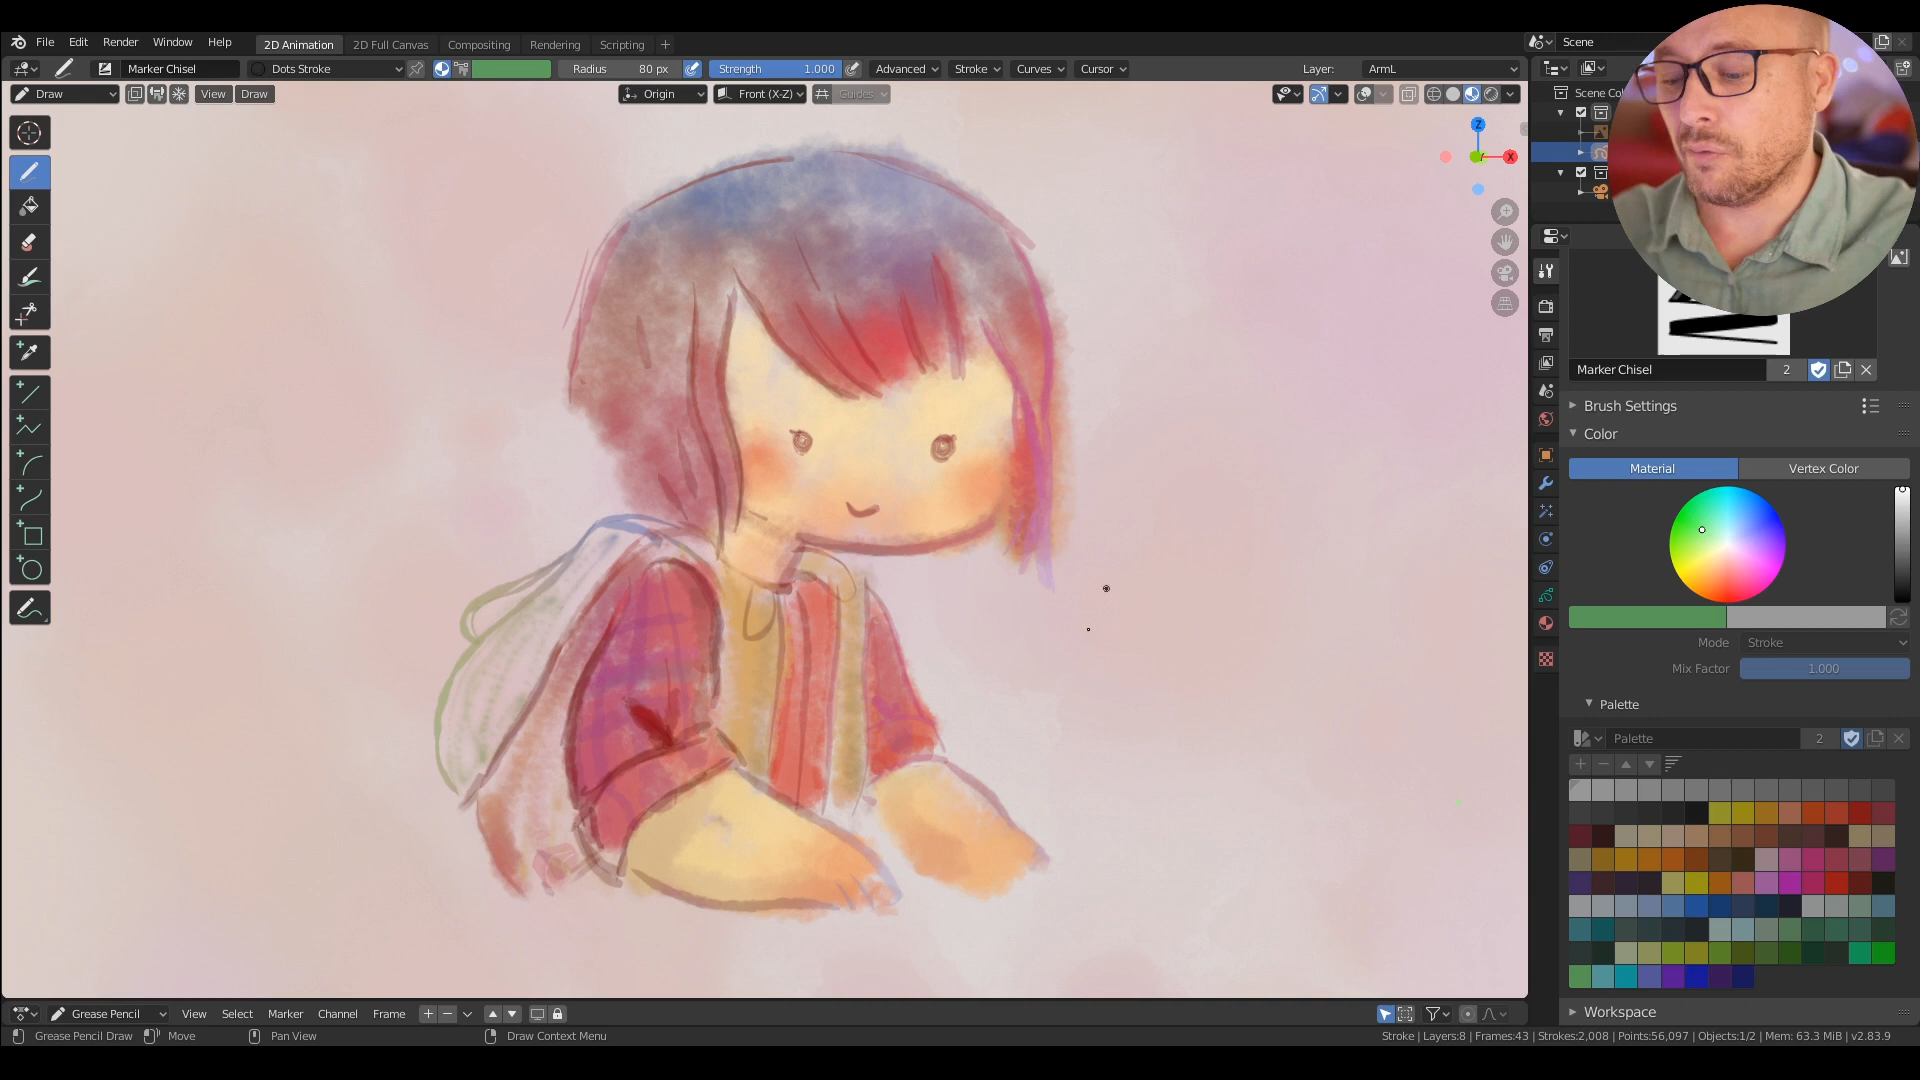 File Edit Render Window Help 2D Animation 2D Full Canvas Compositing Rendering Scripting Scene
Marker Chisel Dots Stroke Radius 80 px Strength 1.000 Advanced Stroke Curves Cursor Layer: ArmL
Draw View Draw Origin Front (X-Z) Guides
Scene Col
Z
X
Marker Chisel 2
Brush Settings
Color
Material Vertex Color
Mode Stroke
Mix Factor 1.000
Palette
Palette 2
Workspace
Grease Pencil View Select Marker Channel Frame
Grease Pencil Draw Move Pan View Draw Context Menu Stroke | Layers:8 | Frames:43 | Strokes:2,008 | Points:56,097 | Objects:1/2 | Mem: 63.3 MiB | v2.83.9